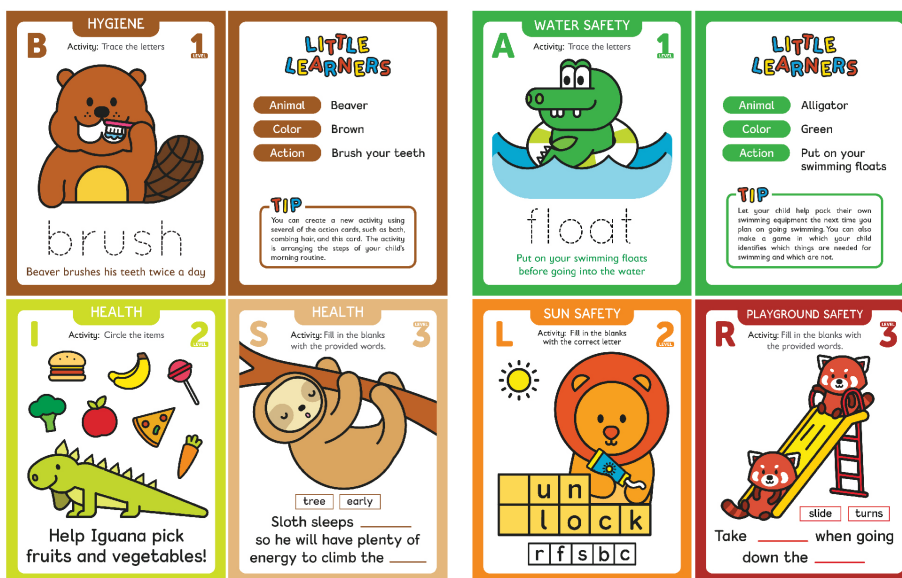 HYGIENE
B
Activity: Trace the letters
1
LEVEL
brush
Beaver brushes his teeth twice a day
LITTLE
LEARNERS
Animal Beaver
Color Brown
Action Brush your teeth
TIP
You can create a new activity using
several of the action cards, such as bath,
combing hair, and this card. The activity
is arranging the steps of your child's
morning routine.
WATER SAFETY
A
Activity: Trace the letters
1
LEVEL
float
Put on your swimming floats
before going into the water
LITTLE
LEARNERS
Animal Alligator
Color Green
Action Put on your
swimming floats
TIP
Let your child help pack their own
swimming equipment the next time you
plan on going swimming. You can also
make a game in which your child
identifies which things are needed for
swimming and which are not.
HEALTH
I
Activity: Circle the items
2
LEVEL
Help Iguana pick
fruits and vegetables!
HEALTH
S
Activity: Fill in the blanks
with the provided words.
LEVEL
3
tree early
Sloth sleeps ______
so he will have plenty of
energy to climb the _____
SUN SAFETY
L
Activity: Fill in the blanks
with the correct letter
2
LEVEL
un
lock
r f s b c
PLAYGROUND SAFETY
R
Activity: Fill in the blanks with
the provided words.
LEVEL
3
slide turns
Take ______ when going
down the ______